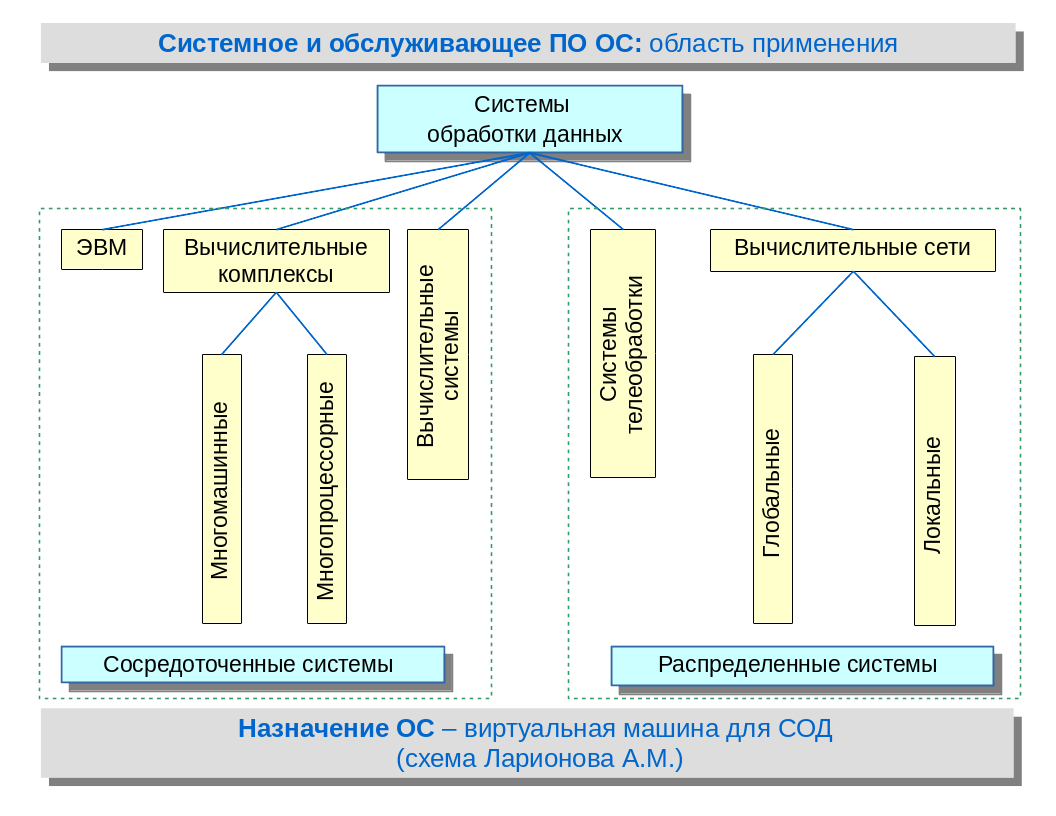 Системное и обслуживающее ПО ОС: область применения
Системы
обработки данных
ЭВМ
Вычислительные
комплексы
Вычислительные
системы
Системы
телеобработки
Вычислительные сети
Многомашинные
Многопроцессорные
Глобальные
Локальные
Сосредоточенные системы
Распределенные системы
Назначение ОС – виртуальная машина для СОД
(схема Ларионова А.М.)